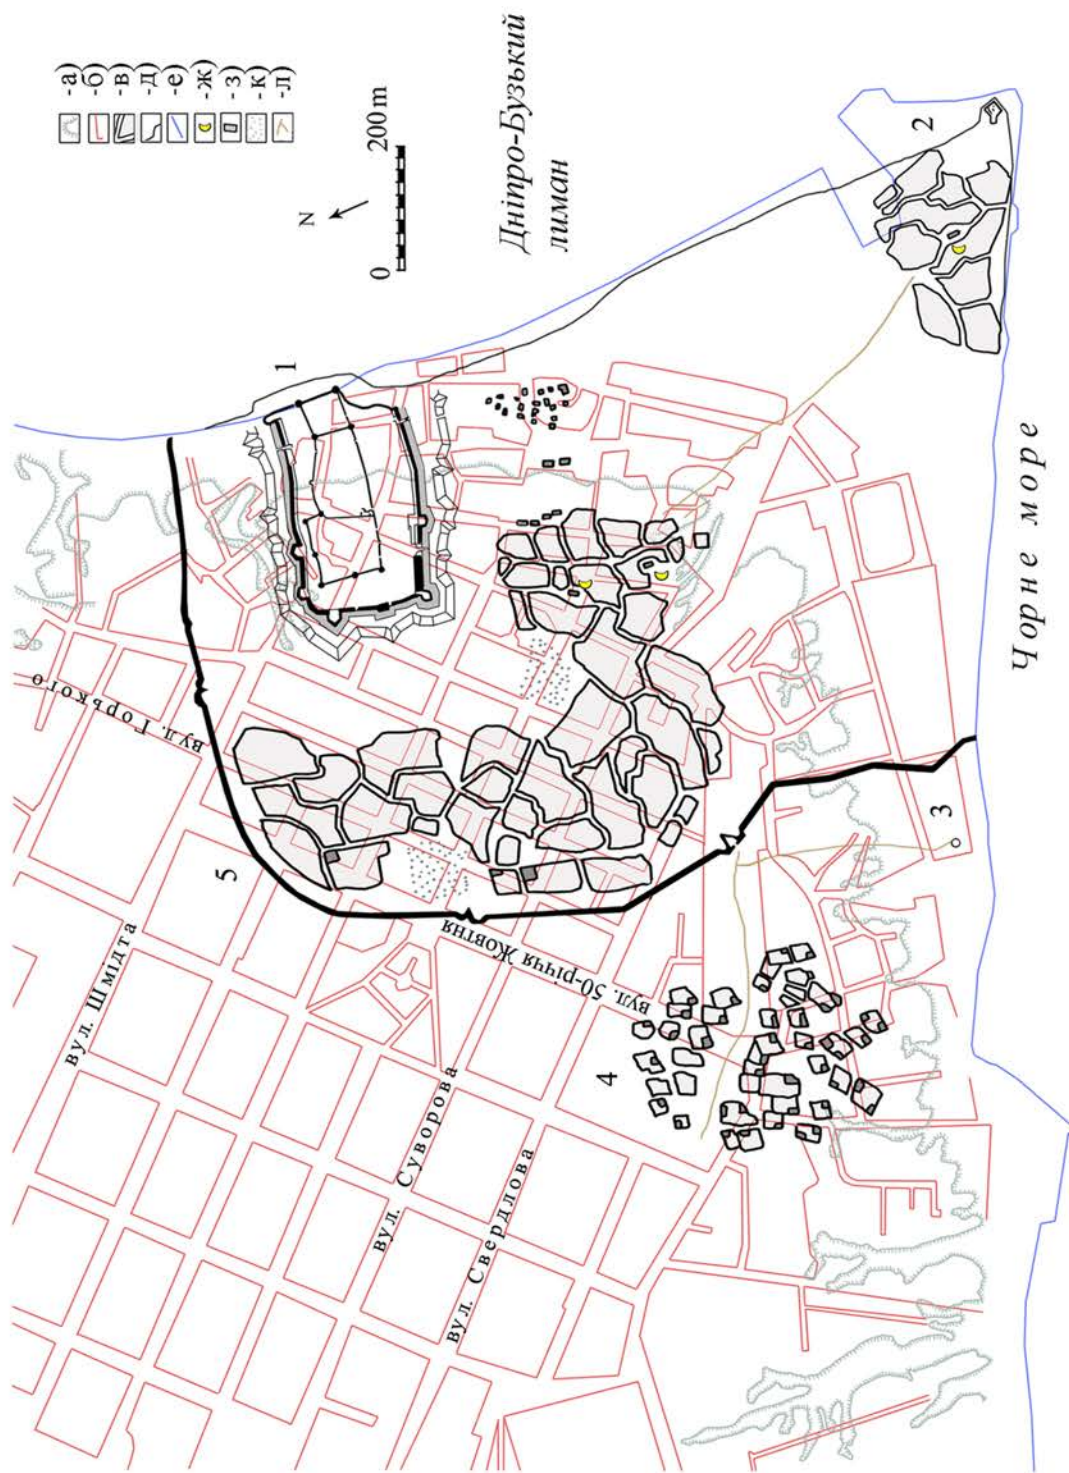 -а)
-б)
-в)
-д)
-е)
-ж)
-з)
-к)
-л)
N
0 200 m
Дніпро-Бузький
лиман
Чорне море
1
2
3
4
5
вул. Горького
вул. Шмідта
вул. 50-річчя Жовтня
вул. Суворова
вул. Свердлова